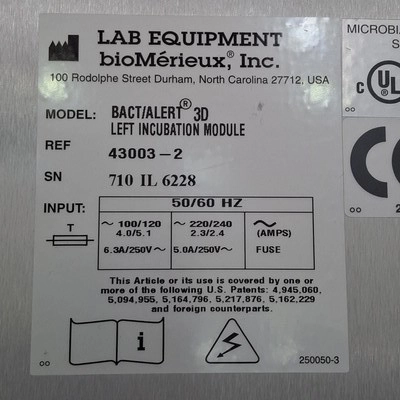 LAB EQUIPMENT
bioMérieux®, Inc.
100 Rodolphe Street Durham, North Carolina 27712, USA
MODEL: BACT/ALERT® 3D
LEFT INCUBATION MODULE
REF 43003-2
SN 710 IL 6228
INPUT: 50/60 HZ
~ 100/120 ~ 220/240 ~
4.0/5.1 2.3/2.4 (AMPS)
T 6.3A/250V~ 5.0A/250V~ FUSE
This Article or its use is covered by one or
more of the following U.S. Patents: 4,945,060,
5,094,955, 5,164,796, 5,217,876, 5,162,229
and foreign counterparts.
i
250050-3
MICROBIA
S
c UL
CE
2